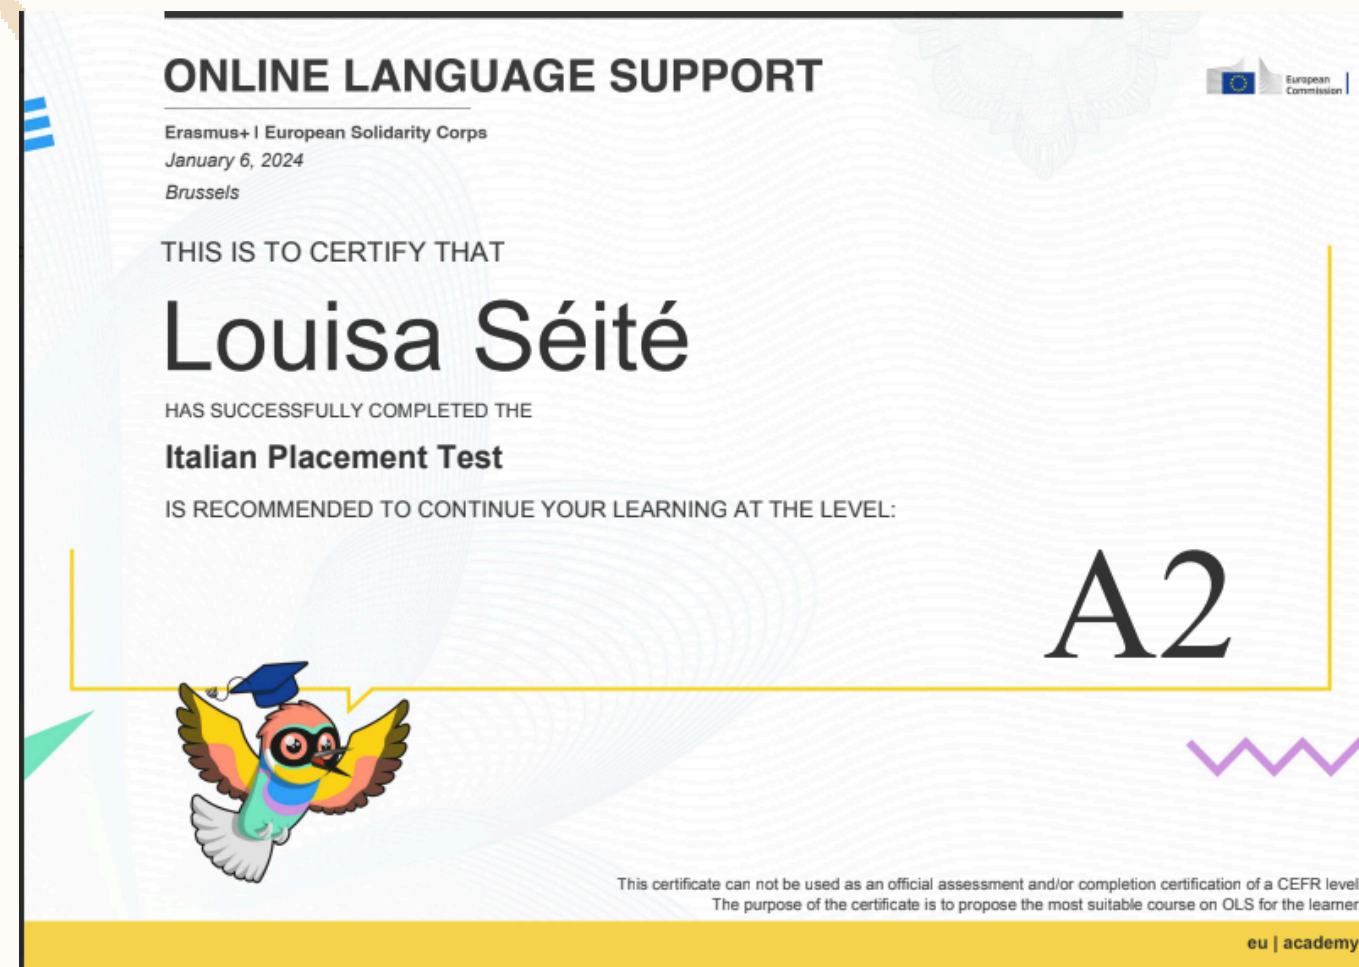 ONLINE LANGUAGE SUPPORT
European
Commission
Erasmus+ | European Solidarity Corps
January 6, 2024
Brussels
THIS IS TO CERTIFY THAT
Louisa Séité
HAS SUCCESSFULLY COMPLETED THE
Italian Placement Test
IS RECOMMENDED TO CONTINUE YOUR LEARNING AT THE LEVEL:
A2
This certificate can not be used as an official assessment and/or completion certification of a CEFR level
The purpose of the certificate is to propose the most suitable course on OLS for the learner
eu | academy